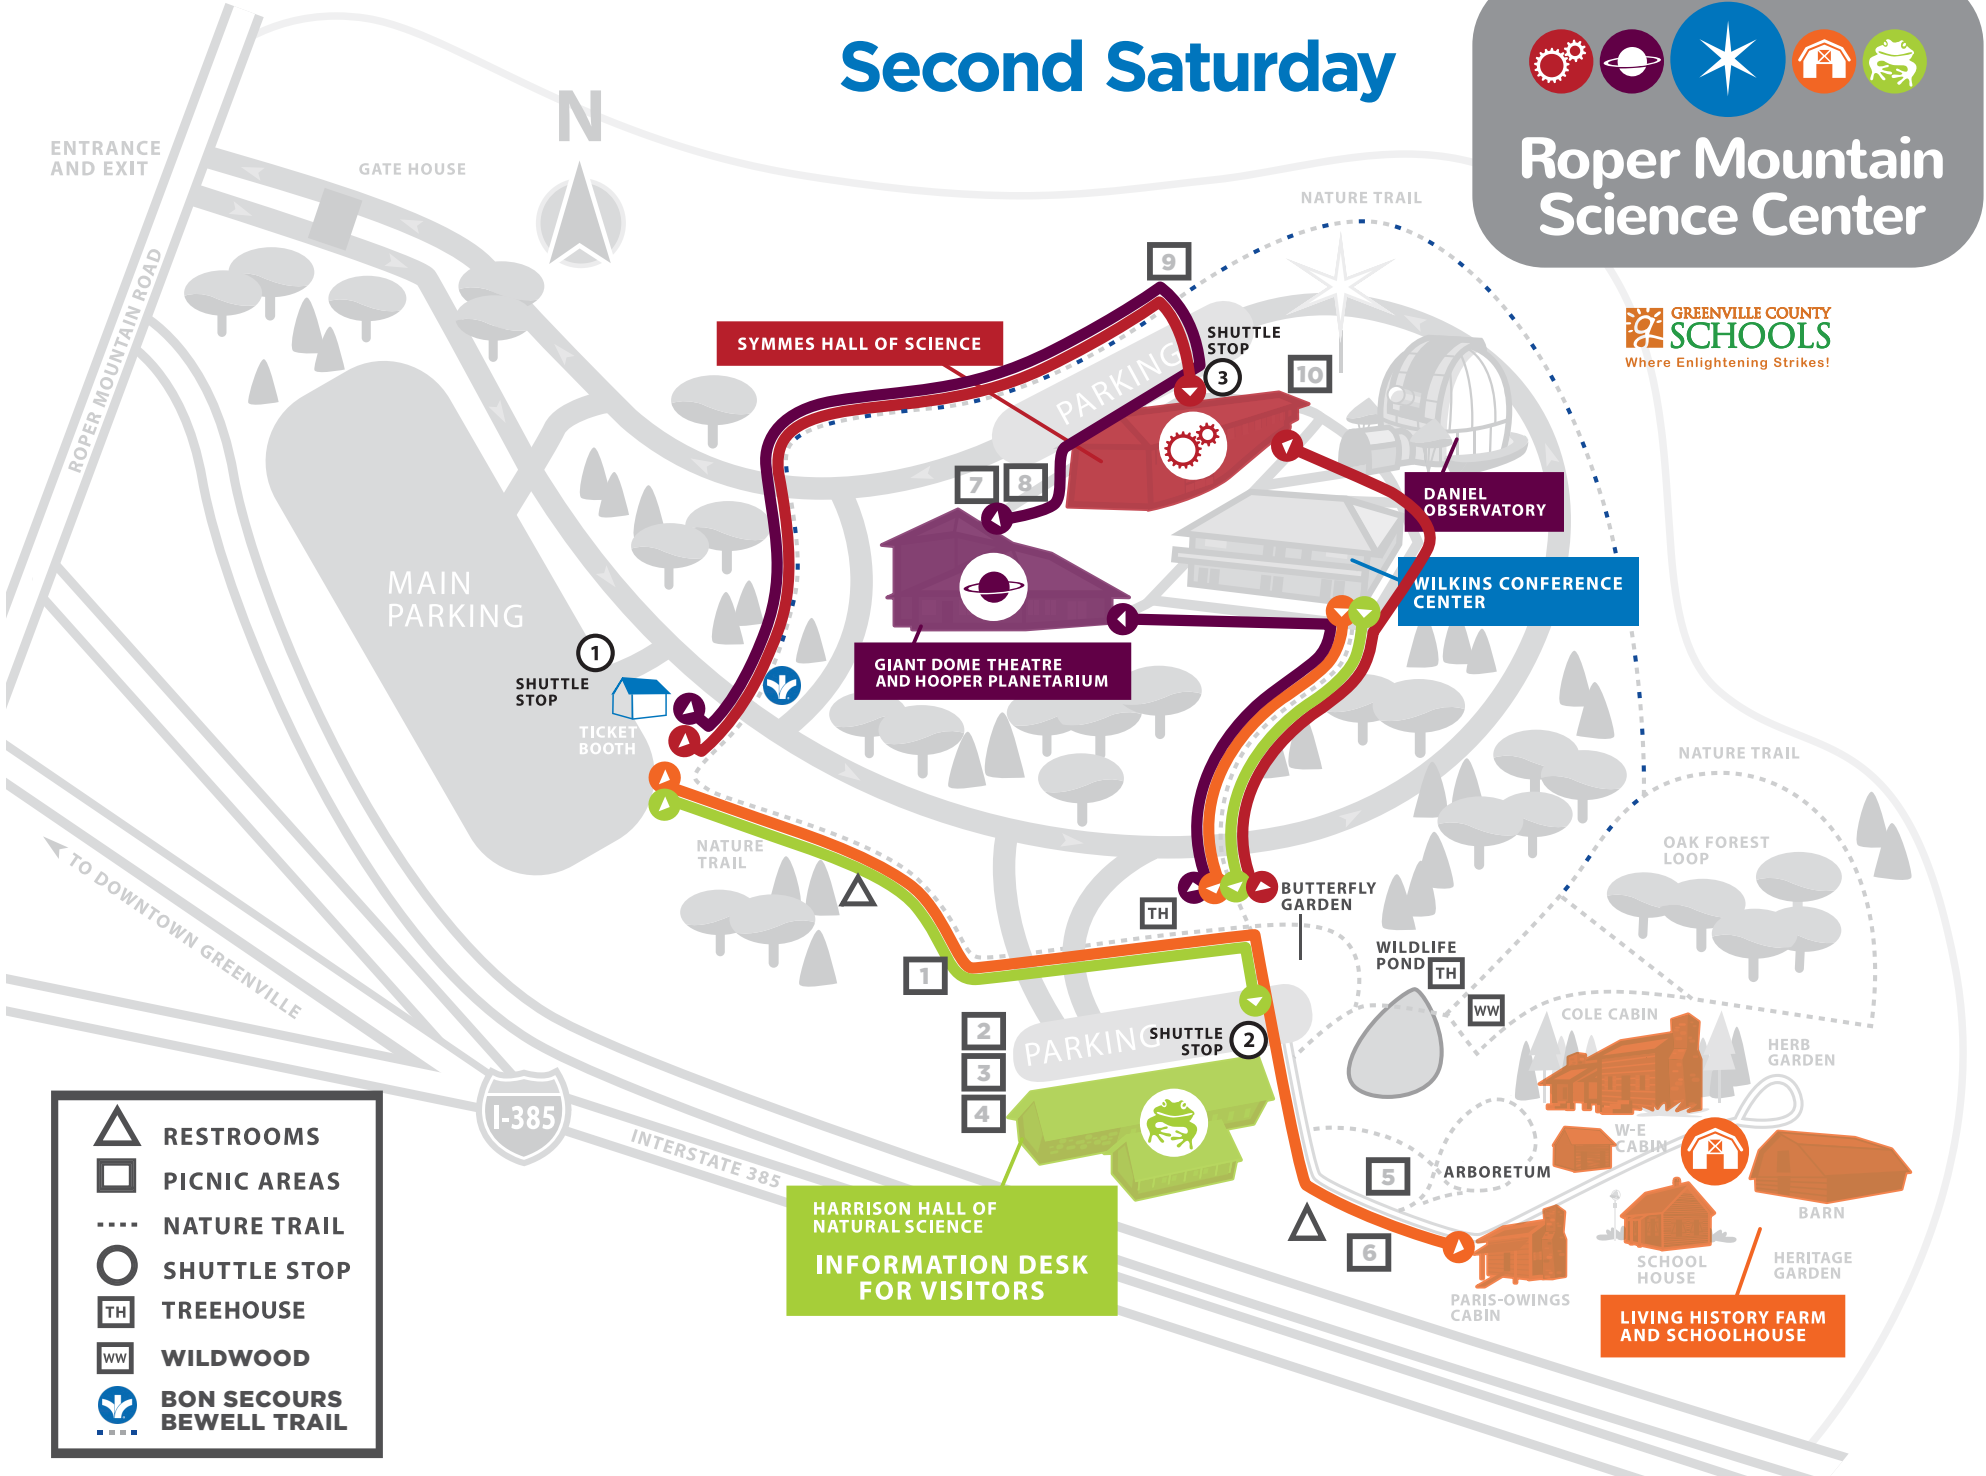 Second Saturday
Roper Mountain
Science Center
GREENVILLE COUNTY
SCHOOLS
Where Enlightening Strikes!
N
ENTRANCE
AND EXIT
GATE HOUSE
ROPER MOUNTAIN ROAD
NATURE TRAIL
9
SYMMES HALL OF SCIENCE
SHUTTLE
STOP
3
10
PARKING
7
8
DANIEL
OBSERVATORY
WILKINS CONFERENCE
CENTER
MAIN
PARKING
1
SHUTTLE
STOP
TICKET
BOOTH
GIANT DOME THEATRE
AND HOOPER PLANETARIUM
NATURE TRAIL
OAK FOREST
LOOP
NATURE
TRAIL
TO DOWNTOWN GREENVILLE
BUTTERFLY
GARDEN
TH
WILDLIFE
POND
TH
WW
1
2
3
4
PARKING
SHUTTLE
STOP
2
COLE CABIN
HERB
GARDEN
W-E
CABIN
5
ARBORETUM
6
BARN
SCHOOL
HOUSE
HERITAGE
GARDEN
PARIS-OWINGS
CABIN
LIVING HISTORY FARM
AND SCHOOLHOUSE
I-385
INTERSTATE 385
HARRISON HALL OF
NATURAL SCIENCE
INFORMATION DESK
FOR VISITORS
RESTROOMS
PICNIC AREAS
NATURE TRAIL
SHUTTLE STOP
TH TREEHOUSE
WW WILDWOOD
BON SECOURS
BEWELL TRAIL